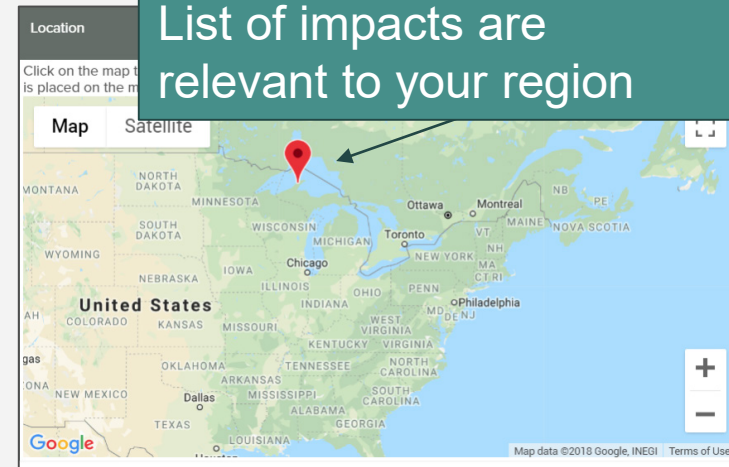 Location
List of impacts are
relevant to your region
Click on the map t
is placed on the m
Map Satellite
MONTANA
NORTH
DAKOTA
MINNESOTA
SOUTH
DAKOTA
WISCONSIN
MICHIGAN
Ottawa
Montreal
Toronto
NB
PE
MAINE
NOVA SCOTIA
VT
NH
NEW YORK
MA
CT RI
WYOMING
IOWA
Chicago
NEBRASKA
ILLINOIS
INDIANA
OHIO
PENN
Philadelphia
MD
DE
NJ
United States
AH
COLORADO
KANSAS
MISSOURI
WEST
VIRGINIA
KENTUCKY
VIRGINIA
gas
OKLAHOMA
TENNESSEE
NORTH
CAROLINA
ARKANSAS
ONA
NEW MEXICO
Dallas
MISSISSIPPI
SOUTH
CAROLINA
ALABAMA
TEXAS
GEORGIA
LOUISIANA
+
−
Google
Map data ©2018 Google, INEGI
Terms of Use